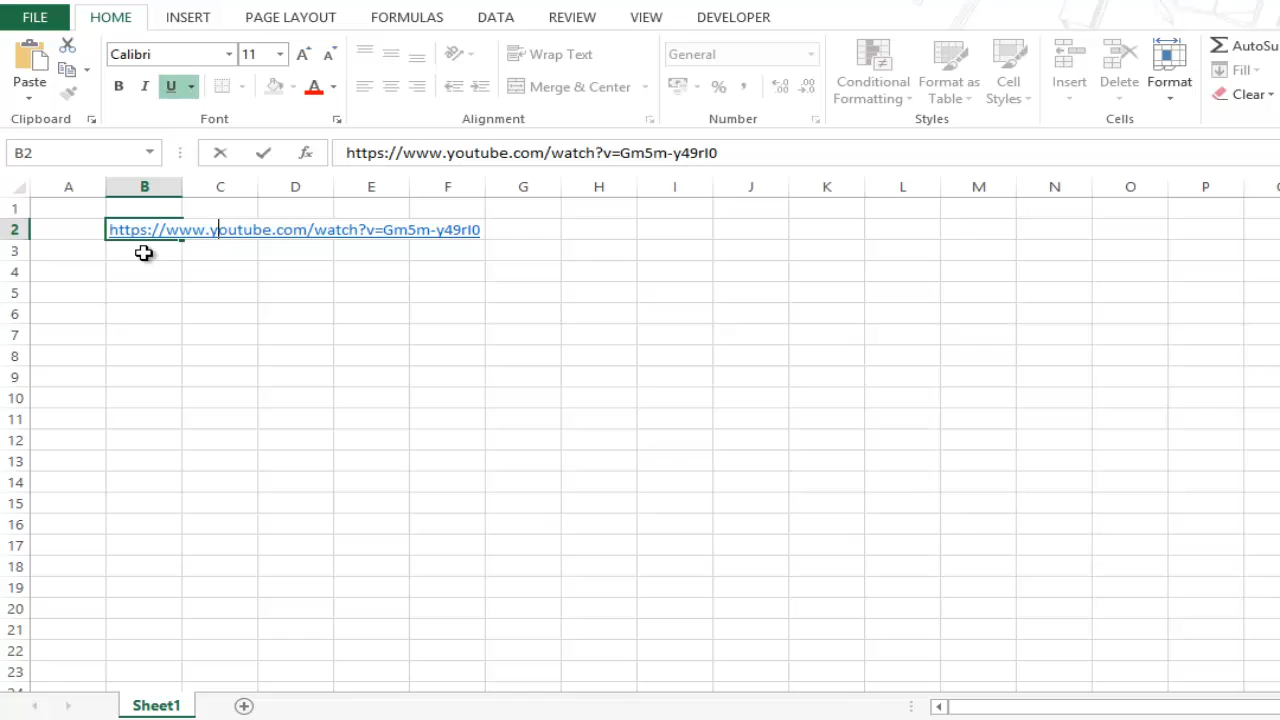 FILE HOME INSERT PAGE LAYOUT FORMULAS DATA REVIEW VIEW DEVELOPER
Calibri 11 A A Wrap Text General AutoSu
Paste B I U A Merge & Center % , .00 Conditional Formatting Format as Table Cell Styles Insert Delete Format Fill Clear
Clipboard Font Alignment Number Styles Cells
B2 fx https://www.youtube.com/watch?v=Gm5m-y49rI0
A B C D E F G H I J K L M N O P
1
2 https://www.youtube.com/watch?v=Gm5m-y49rI0
3
4
5
6
7
8
9
10
11
12
13
14
15
16
17
18
19
20
21
22
23
Sheet1